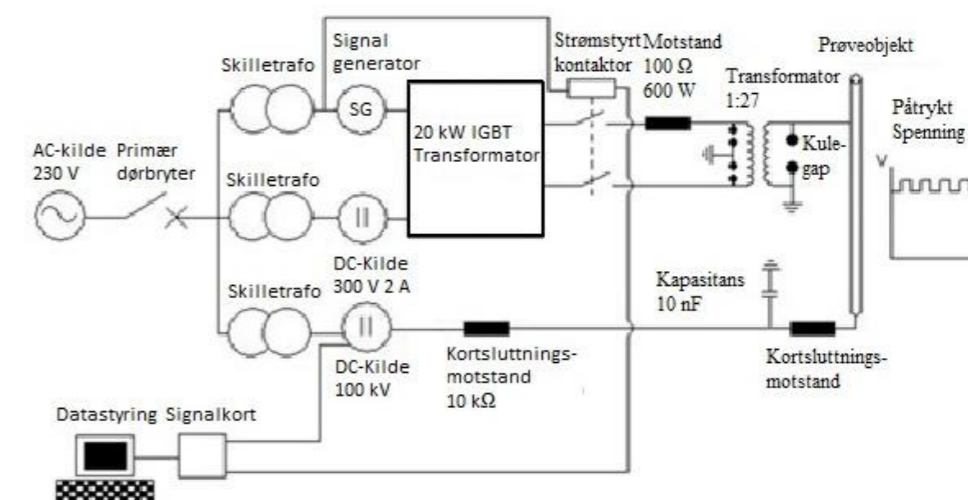 Skilletrafo
Signal
generator
SG
Strømstyrt
kontaktor
Motstand
100 Ω
600 W
Transformator
1:27
Prøveobjekt
Påtrykt
Spenning
V
AC-kilde
230 V
Primær
dørbryter
20 kW IGBT
Transformator
Kule-
gap
Skilletrafo
DC-Kilde
300 V 2 A
Skilletrafo
DC-Kilde
100 kV
Kapasitans
10 nF
Kortsluttnings-
motstand
10 kΩ
Kortsluttnings-
motstand
Datastyring
Signalkort